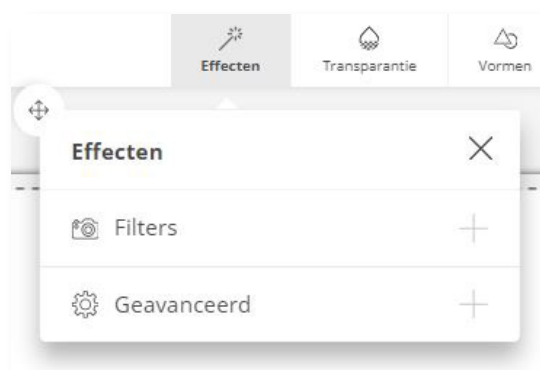 Effecten
Transparantie
Vormen
Effecten
Filters
Geavanceerd